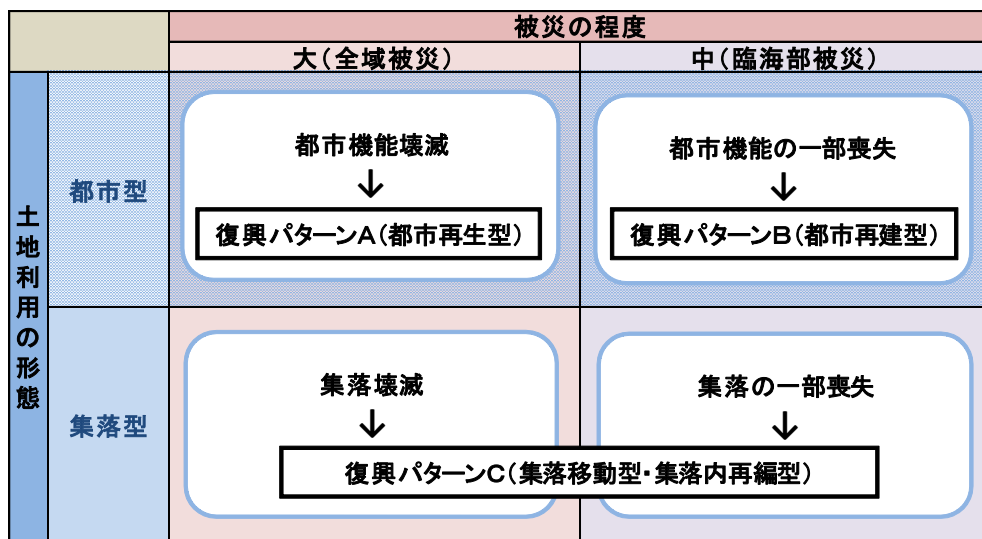 被災の程度
大(全域被災)
中(臨海部被災)
土地利用の形態
都市型
都市機能壊滅
↓
復興パターンA(都市再生型)
都市機能の一部喪失
↓
復興パターンB(都市再建型)
集落型
集落壊滅
↓
集落の一部喪失
↓
復興パターンC(集落移動型・集落内再編型)